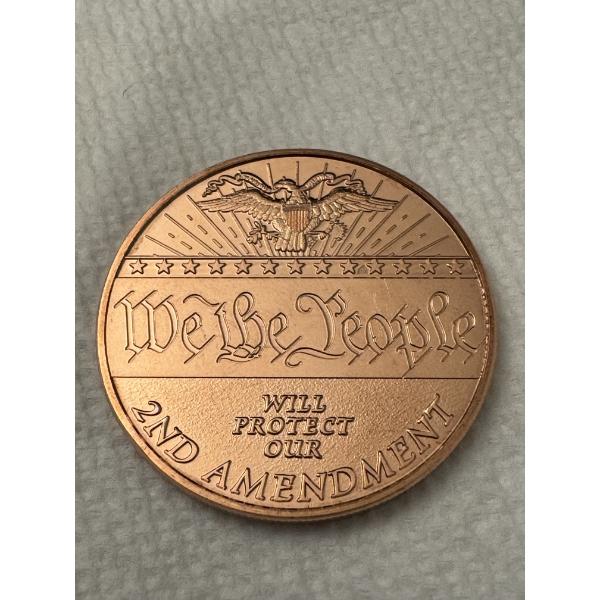 We the People
WILL
PROTECT
OUR
2ND AMENDMENT